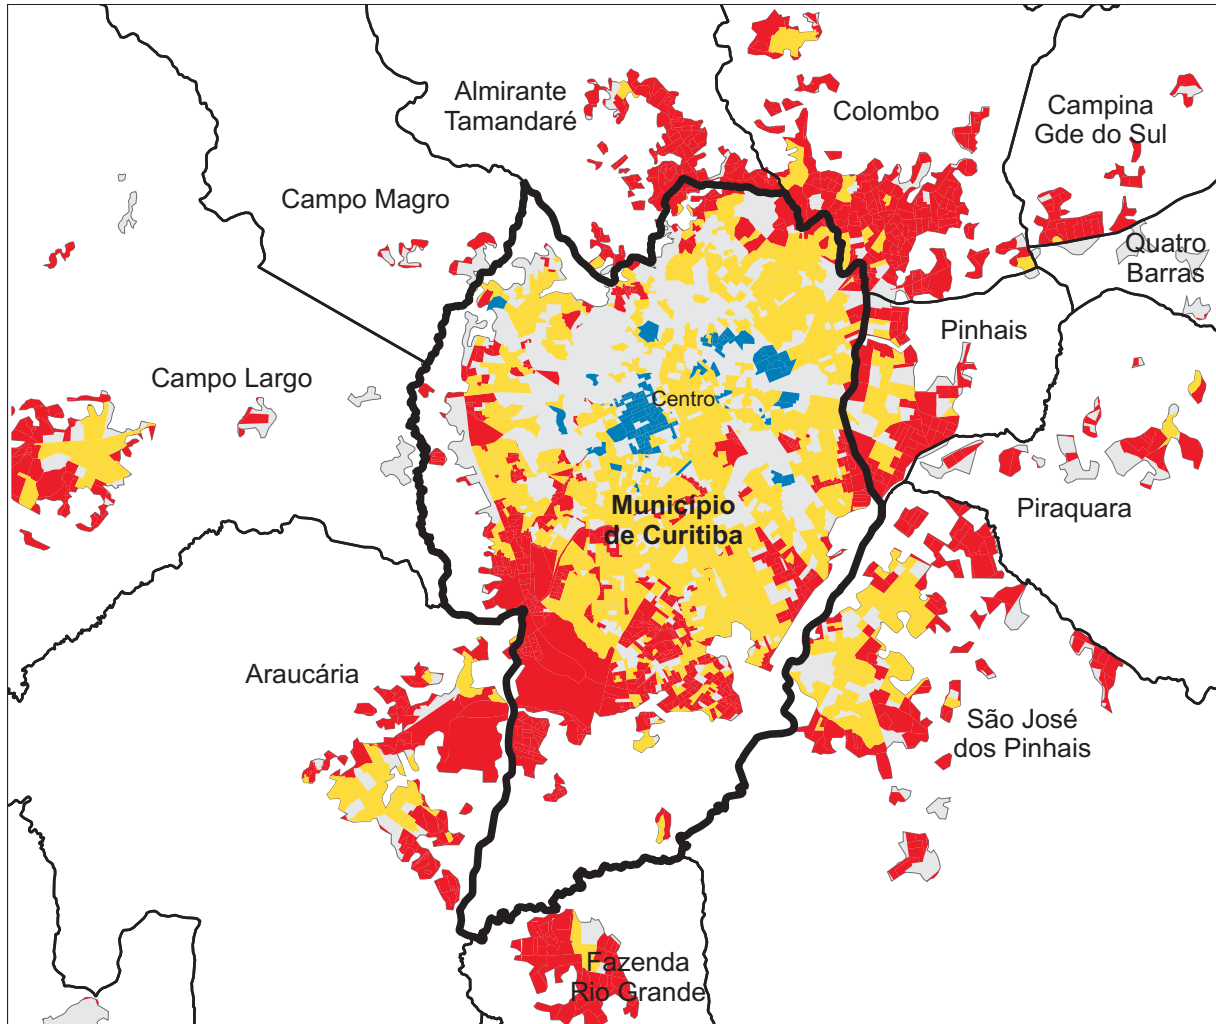 Almirante
Tamandaré
Colombo
Campina
Gde do Sul
Campo Magro
Quatro
Barras
Pinhais
Campo Largo
Centro
Município
de Curitiba
Piraquara
Araucária
São José
dos Pinhais
Fazenda
Rio Grande